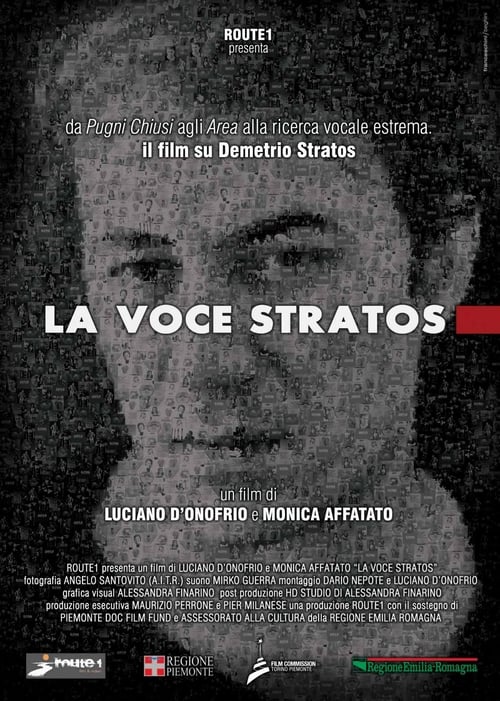 ROUTE1
presenta
da Pugni Chiusi agli Area alla ricerca vocale estrema.
il film su Demetrio Stratos
LA VOCE STRATOS
un film di
LUCIANO D'ONOFRIO e MONICA AFFATATO
ROUTE1 presenta un film di LUCIANO D'ONOFRIO e MONICA AFFATATO "LA VOCE STRATOS"
fotografia ANGELO SANTOVITO (A.I.T.R.) suono MIRKO GUERRA montaggio DARIO NEPOTE e LUCIANO D'ONOFRIO
grafica visual ALESSANDRA FINARINO post produzione HD STUDIO DI ALESSANDRA FINARINO
produzione esecutiva MAURIZIO PERRONE e PIER MILANESE una produzione ROUTE1 con il sostegno di
PIEMONTE DOC FILM FUND e ASSESSORATO ALLA CULTURA della REGIONE EMILIA ROMAGNA
route1
REGIONE
PIEMONTE
FILM COMMISSION
TORINO PIEMONTE
RegioneEmilia-Romagna